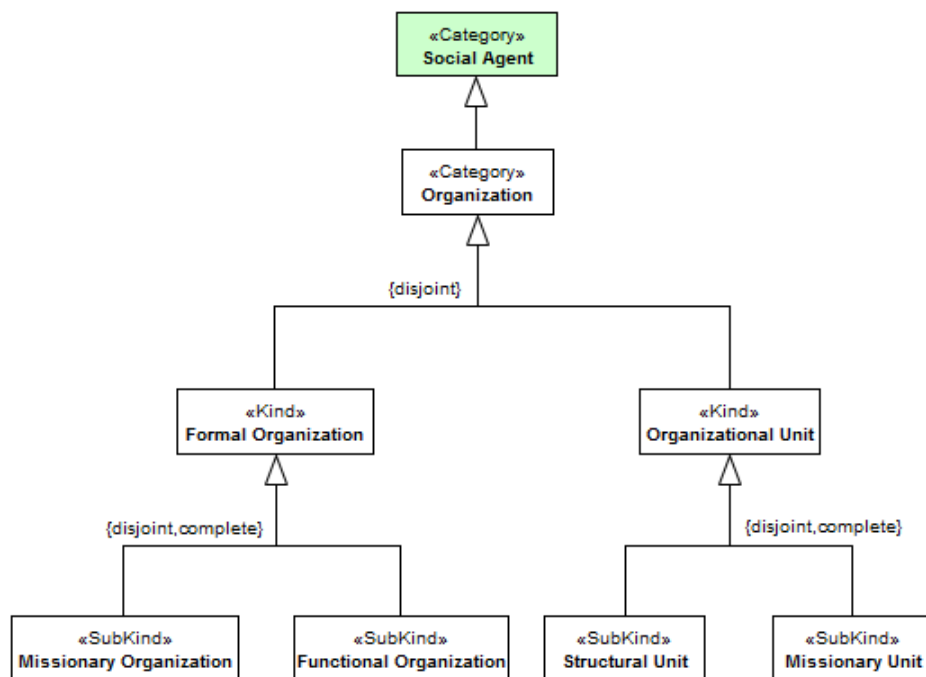 «Category»
Social Agent
«Category»
Organization
{disjoint}
«Kind»
Formal Organization
«Kind»
Organizational Unit
{disjoint,complete}
{disjoint,complete}
«SubKind»
Missionary Organization
«SubKind»
Functional Organization
«SubKind»
Structural Unit
«SubKind»
Missionary Unit